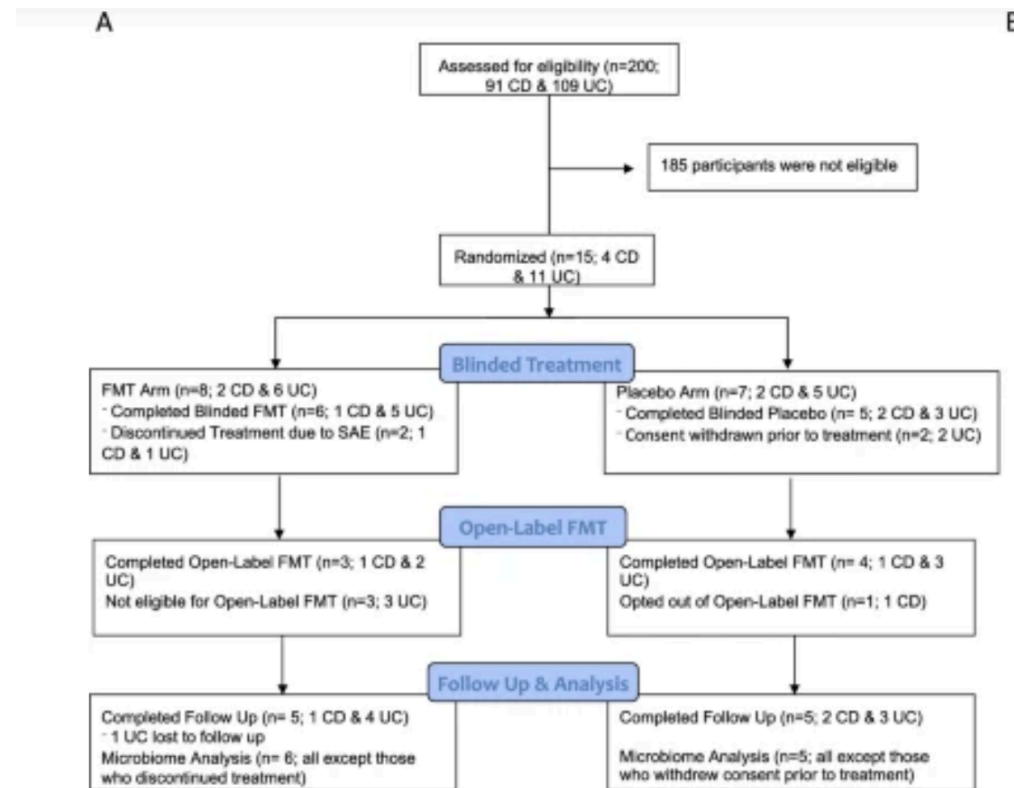 A
Assessed for eligibility (n=200;
91 CD & 109 UC)
185 participants were not eligible
Randomized (n=15; 4 CD
& 11 UC)
Blinded Treatment
FMT Arm (n=8; 2 CD & 6 UC)
- Completed Blinded FMT (n=6; 1 CD & 5 UC)
- Discontinued Treatment due to SAE (n=2; 1
CD & 1 UC)
Placebo Arm (n=7; 2 CD & 5 UC)
- Completed Blinded Placebo (n= 5; 2 CD & 3 UC)
- Consent withdrawn prior to treatment (n=2; 2 UC)
Open-Label FMT
Completed Open-Label FMT (n=3; 1 CD & 2
UC)
Not eligible for Open-Label FMT (n=3; 3 UC)
Completed Open-Label FMT (n= 4; 1 CD & 3
UC)
Opted out of Open-Label FMT (n=1; 1 CD)
Follow Up & Analysis
Completed Follow Up (n= 5; 1 CD & 4 UC)
- 1 UC lost to follow up
Microbiome Analysis (n= 6; all except those
who discontinued treatment)
Completed Follow Up (n=5; 2 CD & 3 UC)
Microbiome Analysis (n=5; all except those
who withdrew consent prior to treatment)